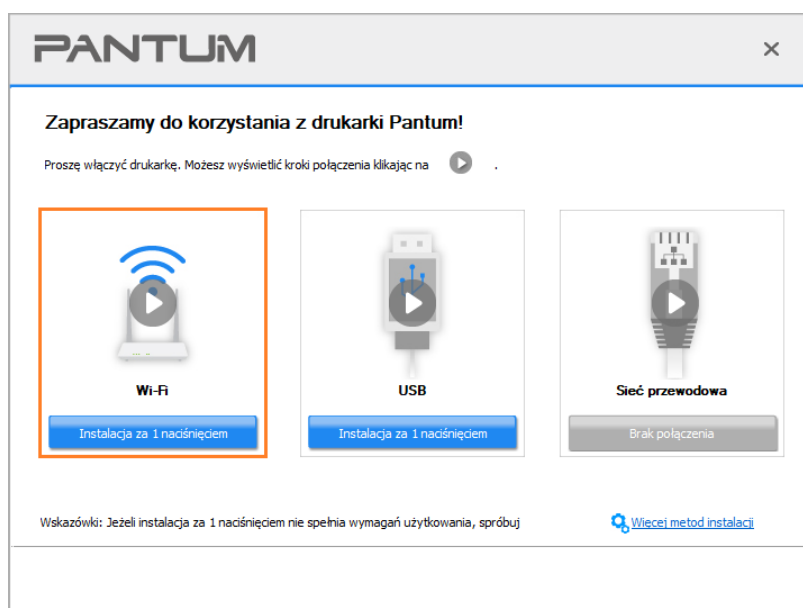 PANTUM
Zapraszamy do korzystania z drukarki Pantum!
Proszę włączyć drukarkę. Możesz wyświetlić kroki połączenia klikając na .
Wi-Fi
USB
Sieć przewodowa
Instalacja za 1 naciśnięciem
Instalacja za 1 naciśnięciem
Brak połączenia
Wskazówki: Jeżeli instalacja za 1 naciśnięciem nie spełnia wymagań użytkowania, spróbuj
Więcej metod instalacji